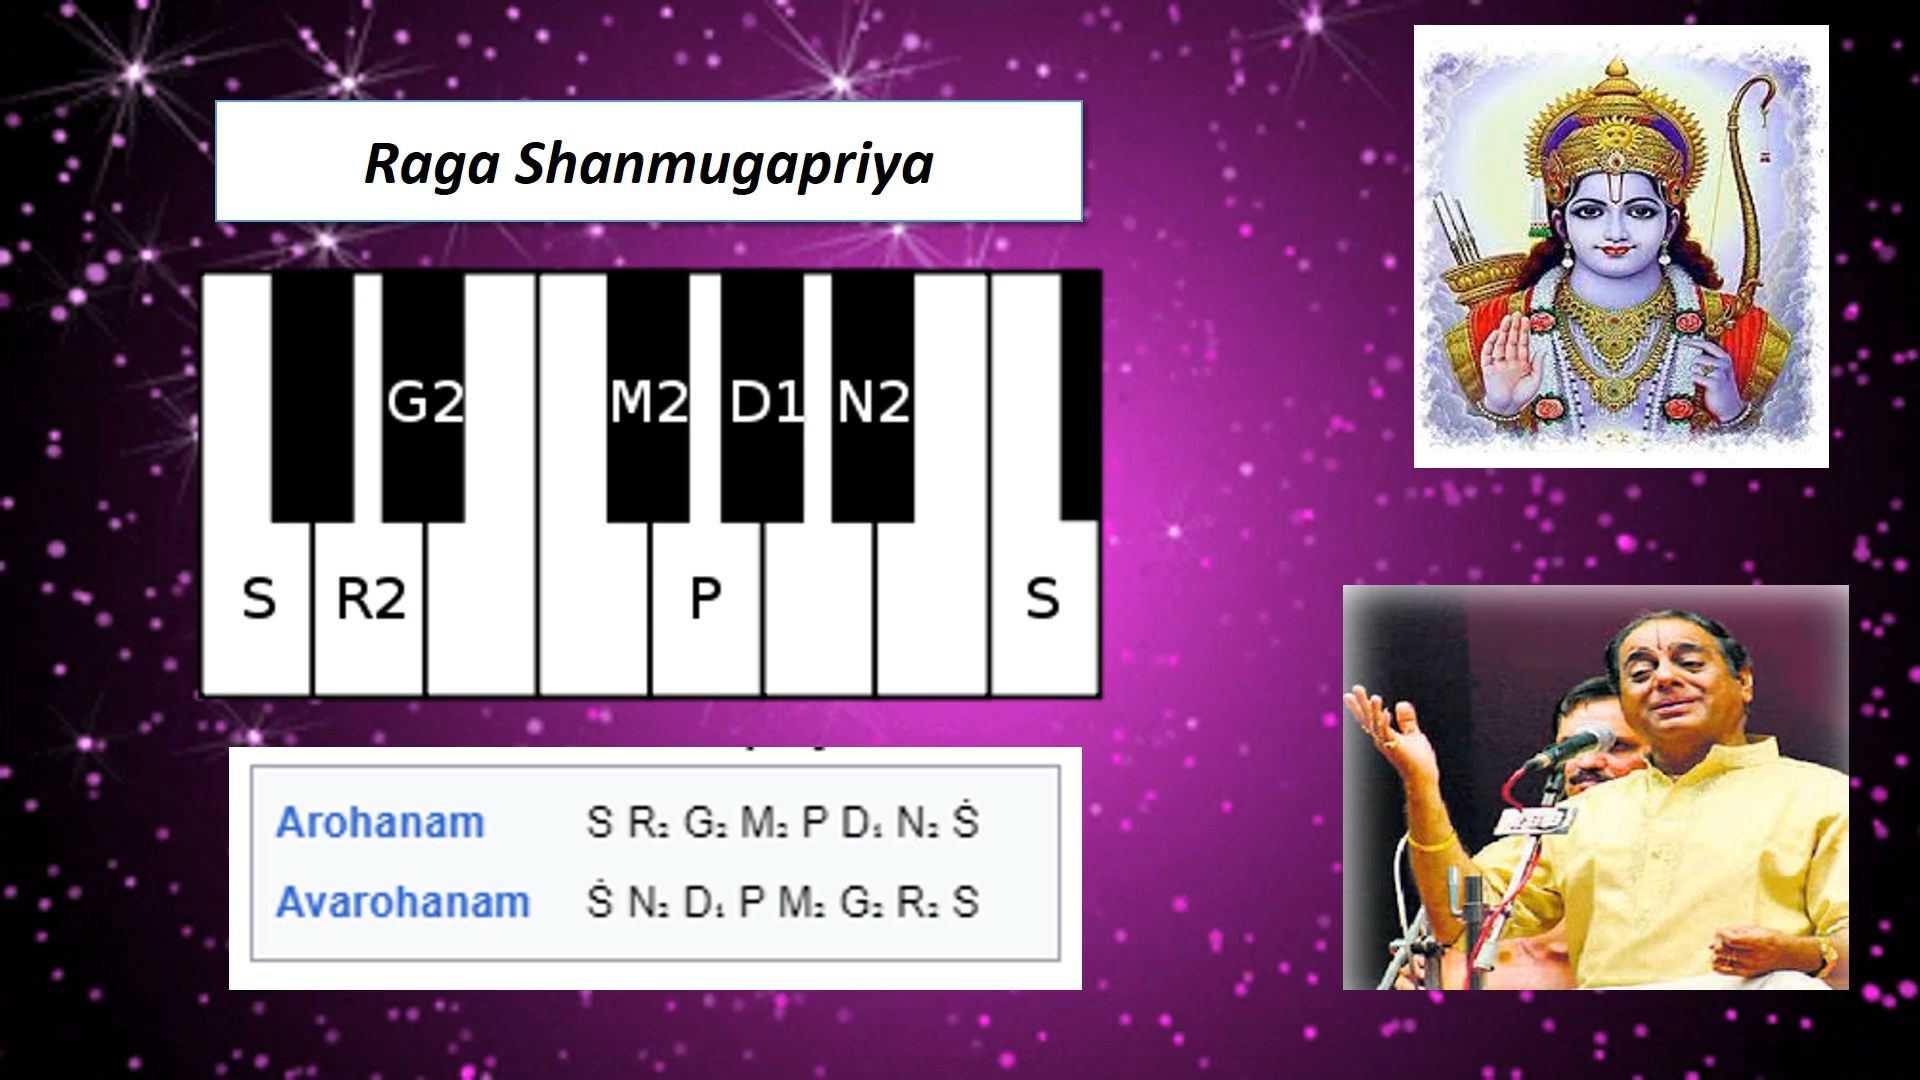 Raga Shanmugapriya
G2 M2 D1 N2
S R2 P S
Arohanam S R₂ G₂ M₂ P D₁ N₂ Ṡ
Avarohanam Ṡ N₂ D₁ P M₂ G₂ R₂ S